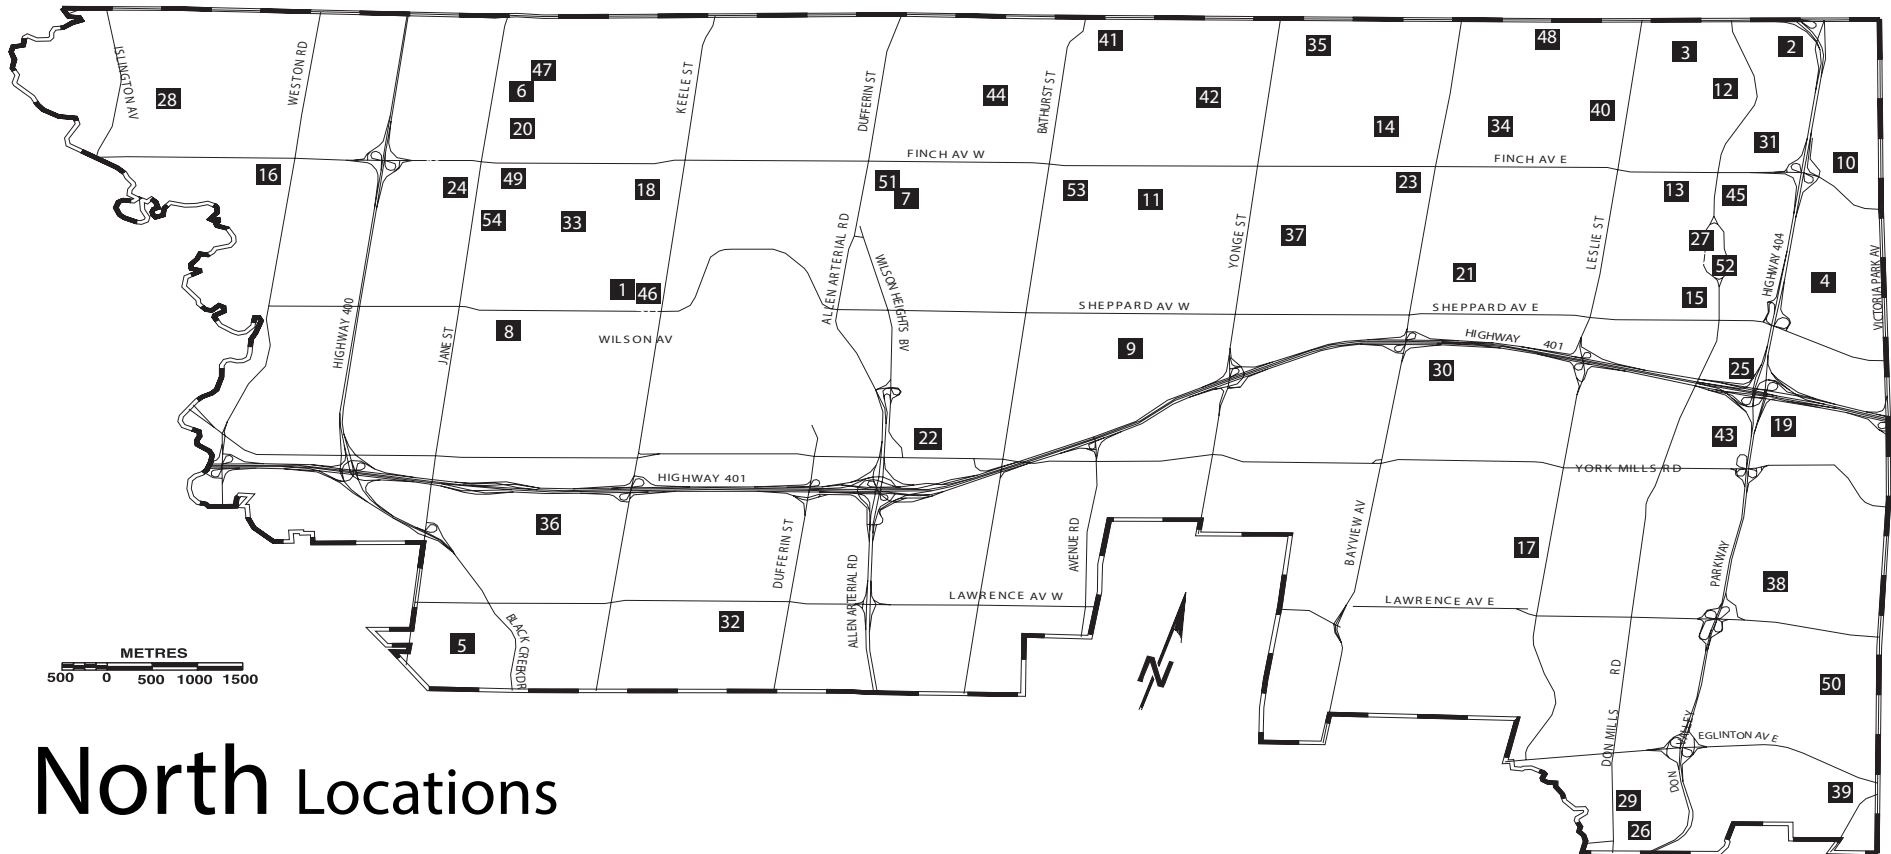 41
35
48
3
2
ISLINGTON AV
WESTON RD
47
KEELE ST
DUFFERIN ST
BATHURST ST
28
6
44
42
12
20
14
34
40
31
FINCH AV W
FINCH AV E
10
16
24
49
18
51
7
53
11
23
13
45
54
33
37
YONGE ST
LESLIE ST
27
52
HIGHWAY 404
ALLEN ARTERIAL RD
WILSON HEIGHTS BV
21
4
VICTORIA PARK AV
1
46
15
HIGHWAY 400
SHEPPARD AV W
SHEPPARD AV E
JANE ST
8
WILSON AV
9
HIGHWAY 401
30
25
22
43
19
YORK MILLS RD
HIGHWAY 401
36
DUFFERIN ST
AVENUE RD
BAYVIEW AV
17
PARKWAY
38
ALLEN ARTERIAL RD
LAWRENCE AV W
LAWRENCE AV E
32
BLACK CREEK DR
5
N
METRES
500 0 500 1000 1500
RD
50
DON MILLS
VALLEY
EGLINTON AV E
DON
North Locations
29
39
26